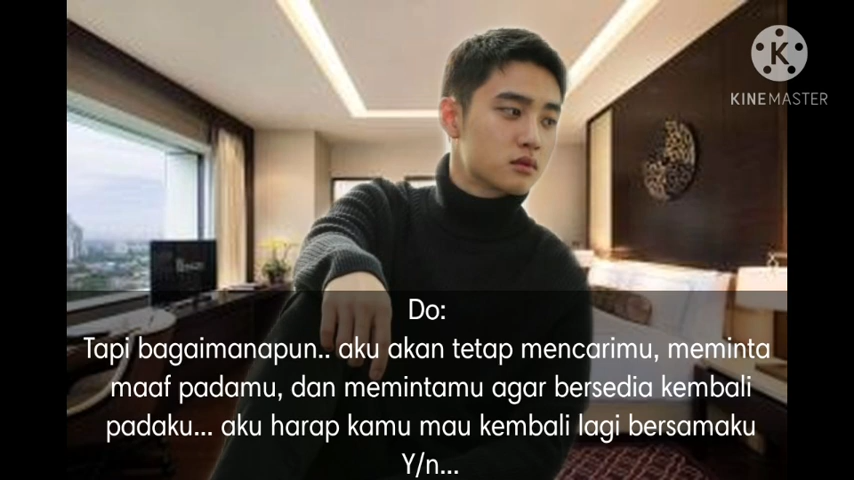 K
KINEMASTER
Do:
Tapi bagaimanapun.. aku akan tetap mencarimu, meminta
maaf padamu, dan memintamu agar bersedia kembali
padaku... aku harap kamu mau kembali lagi bersamaku
Y/n...